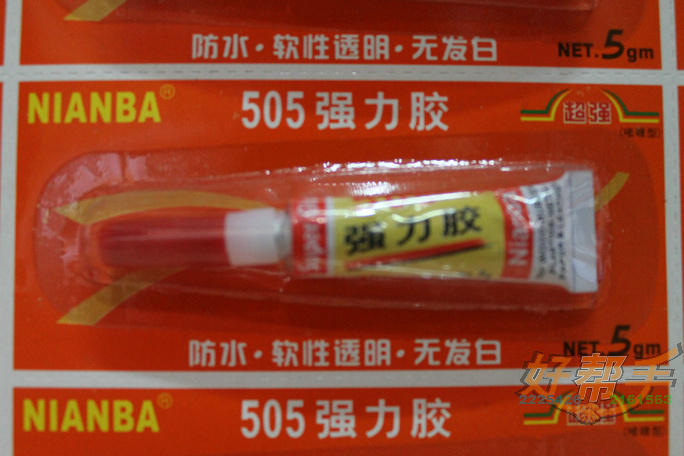 防水·软性透明·无发白 NET.5gm
NIANBA® 505强力胶 超强
强力胶
Nianba
防水·软性透明·无发白 NET.5gm
好帮手
NIANBA® 505强力胶